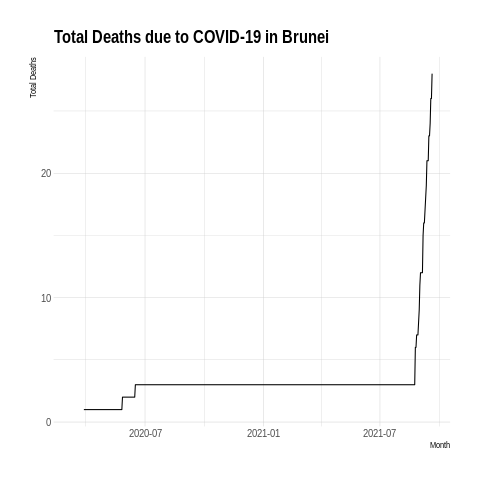 Total Deaths due to COVID-19 in Brunei
Total Deaths
20
10
0
2020-07
2021-01
2021-07
Month